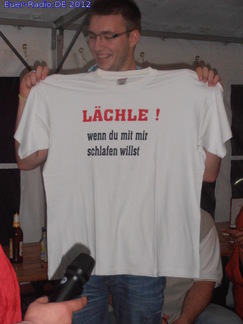 Euer-Radio.DE 2012
LÄCHLE !
wenn du mit mir
schlafen willst